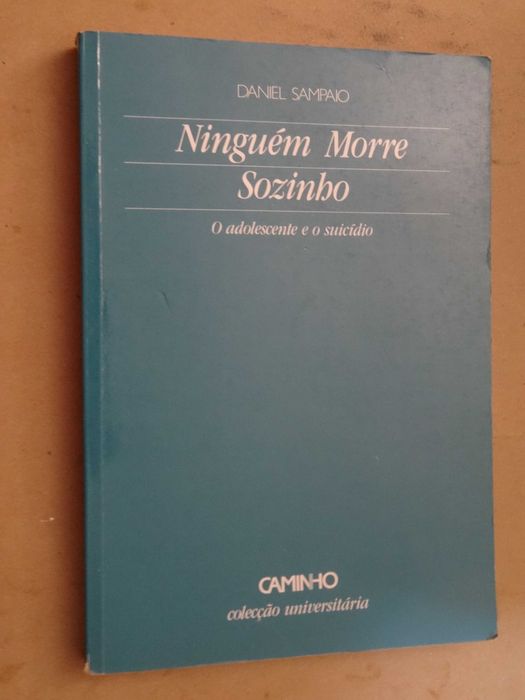 DANIEL SAMPAIO
Ninguém Morre
Sozinho
O adolescente e o suicídio
CAMINHO
colecção universitária